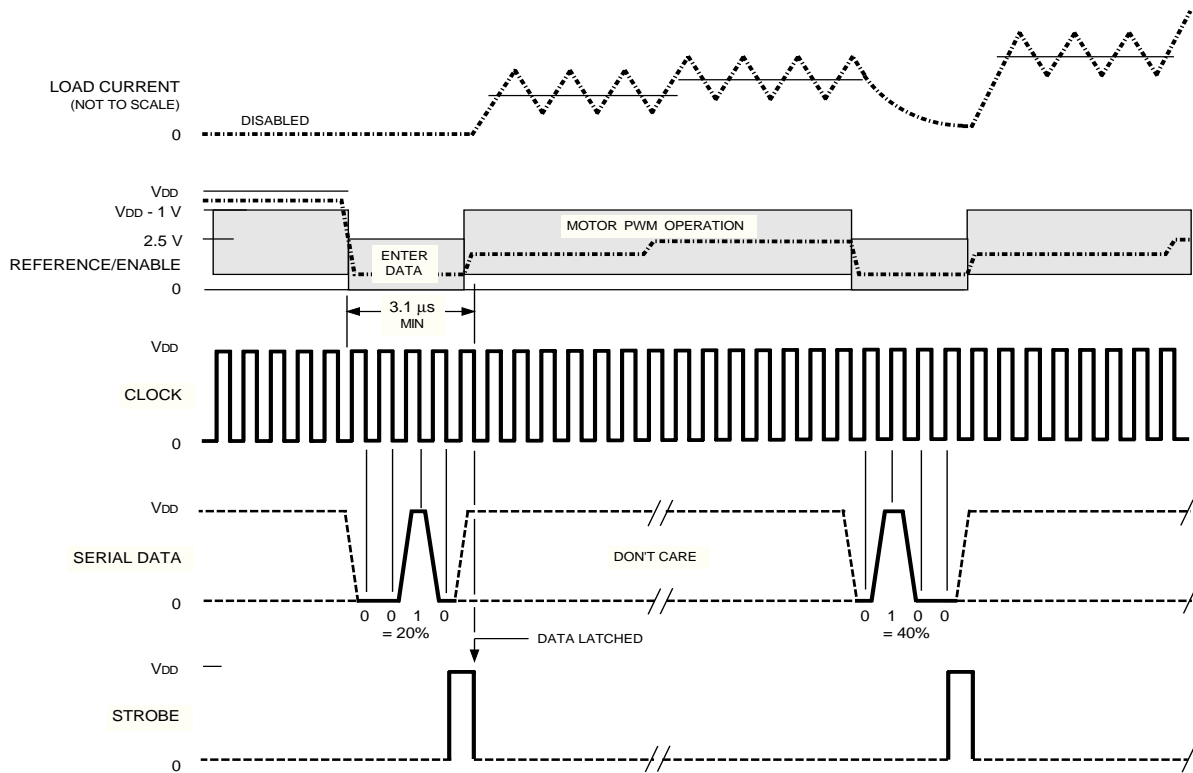 LOAD CURRENT
(NOT TO SCALE)
DISABLED
0
VDD
VDD - 1 V
MOTOR PWM OPERATION
2.5 V
ENTER
DATA
REFERENCE/ENABLE
0
3.1 µs
MIN
VDD
CLOCK
0
VDD
SERIAL DATA
DON'T CARE
0
0 0 1 0
= 20%
0 1 0 0
= 40%
DATA LATCHED
VDD
STROBE
0